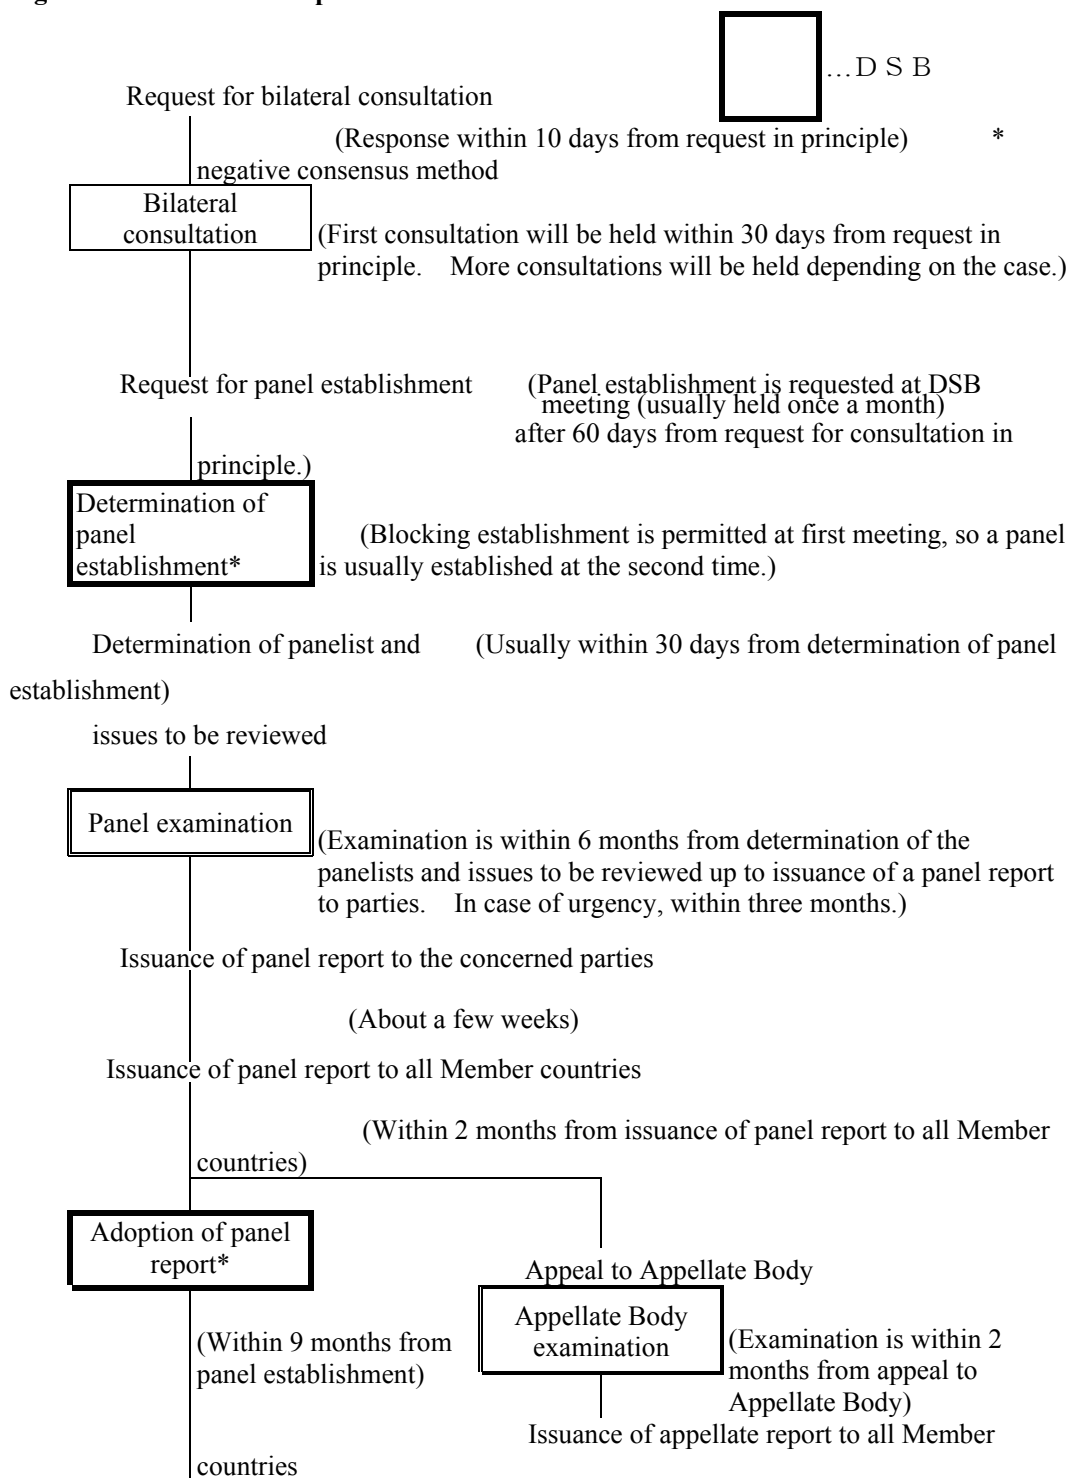 …ＤＳＢ
Request for bilateral consultation
(Response within 10 days from request in principle) *
negative consensus method
Bilateral
consultation
(First consultation will be held within 30 days from request in
principle. More consultations will be held depending on the case.)
Request for panel establishment (Panel establishment is requested at DSB
meeting (usually held once a month)
after 60 days from request for consultation in
principle.)
Determination of
panel
establishment*
(Blocking establishment is permitted at first meeting, so a panel
is usually established at the second time.)
Determination of panelist and (Usually within 30 days from determination of panel
establishment)
issues to be reviewed
Panel examination
(Examination is within 6 months from determination of the
panelists and issues to be reviewed up to issuance of a panel report
to parties. In case of urgency, within three months.)
Issuance of panel report to the concerned parties
(About a few weeks)
Issuance of panel report to all Member countries
(Within 2 months from issuance of panel report to all Member
countries)
Adoption of panel
report*
(Within 9 months from
panel establishment)
Appeal to Appellate Body
Appellate Body
examination
(Examination is within 2
months from appeal to
Appellate Body)
Issuance of appellate report to all Member
countries